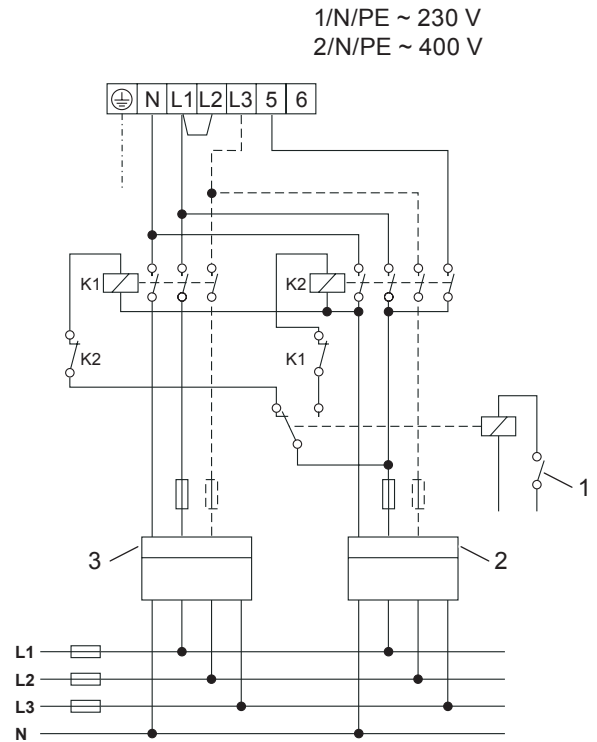 1/N/PE ~ 230 V
2/N/PE ~ 400 V
N L1 L2 L3 5 6
K1
K2
K2
K1
1
3
2
L1
L2
L3
N